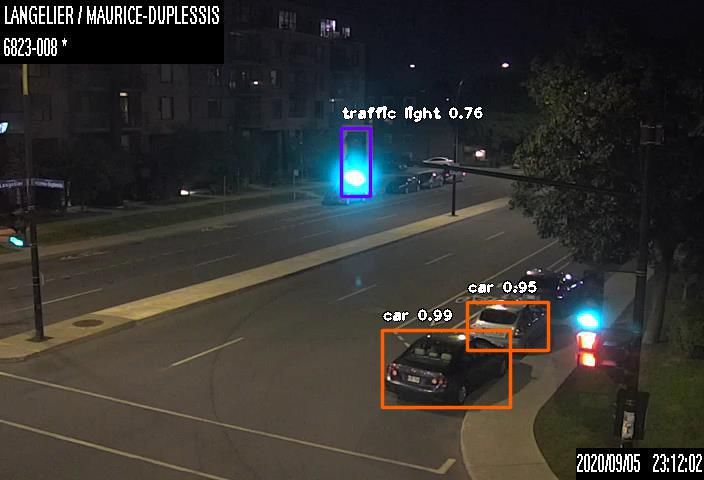 LANGELIER / MAURICE-DUPLESSIS
6823-008 *
traffic light 0.76
car 0.95
car 0.99
Langelier
2020/09/05 23:12:02